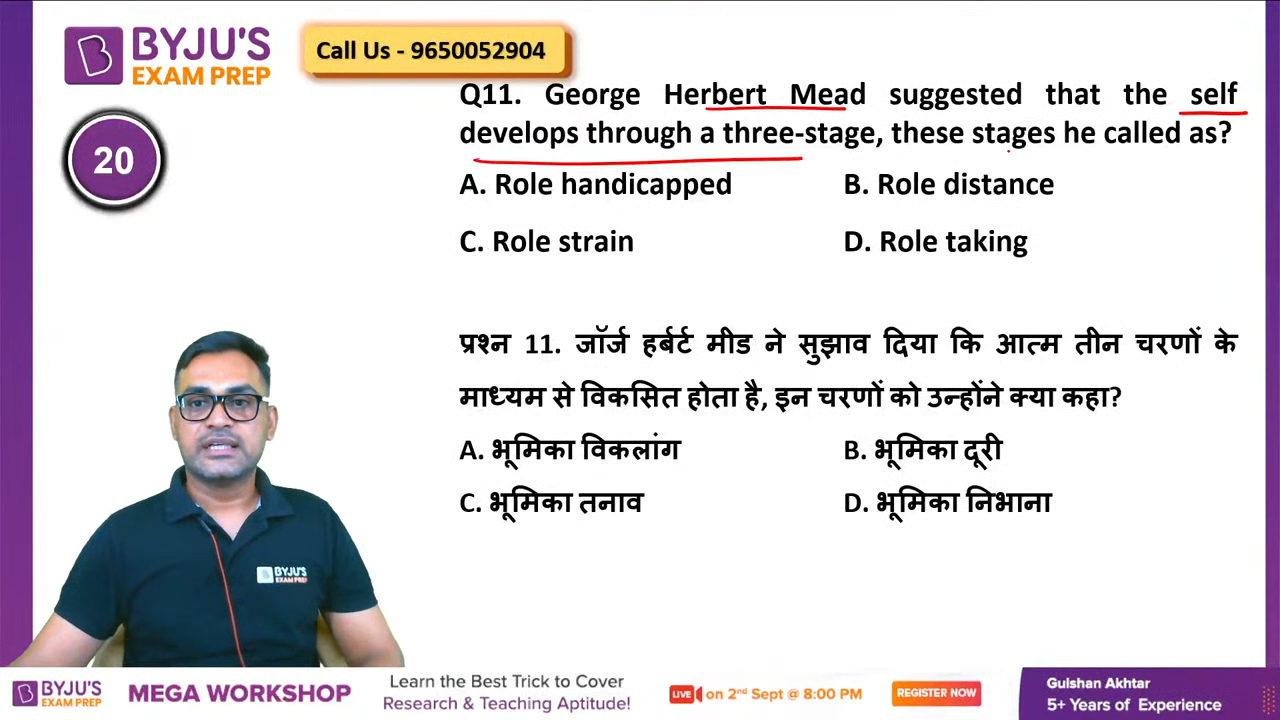 BYJU'S
EXAM PREP
Call Us - 9650052904
20
Q11. George Herbert Mead suggested that the self
develops through a three-stage, these stages he called as?
A. Role handicapped
B. Role distance
C. Role strain
D. Role taking
प्रश्न 11. जॉर्ज हर्बर्ट मीड ने सुझाव दिया कि आत्म तीन चरणों के
माध्यम से विकसित होता है, इन चरणों को उन्होंने क्या कहा?
A. भूमिका विकलांग
B. भूमिका दूरी
C. भूमिका तनाव
D. भूमिका निभाना
BYJU'S
EXAM PREP
BYJU'S
EXAM PREP
MEGA WORKSHOP
Learn the Best Trick to Cover
Research & Teaching Aptitude!
LIVE on 2nd Sept @ 8:00 PM
REGISTER NOW
Gulshan Akhtar
5+ Years of Experience